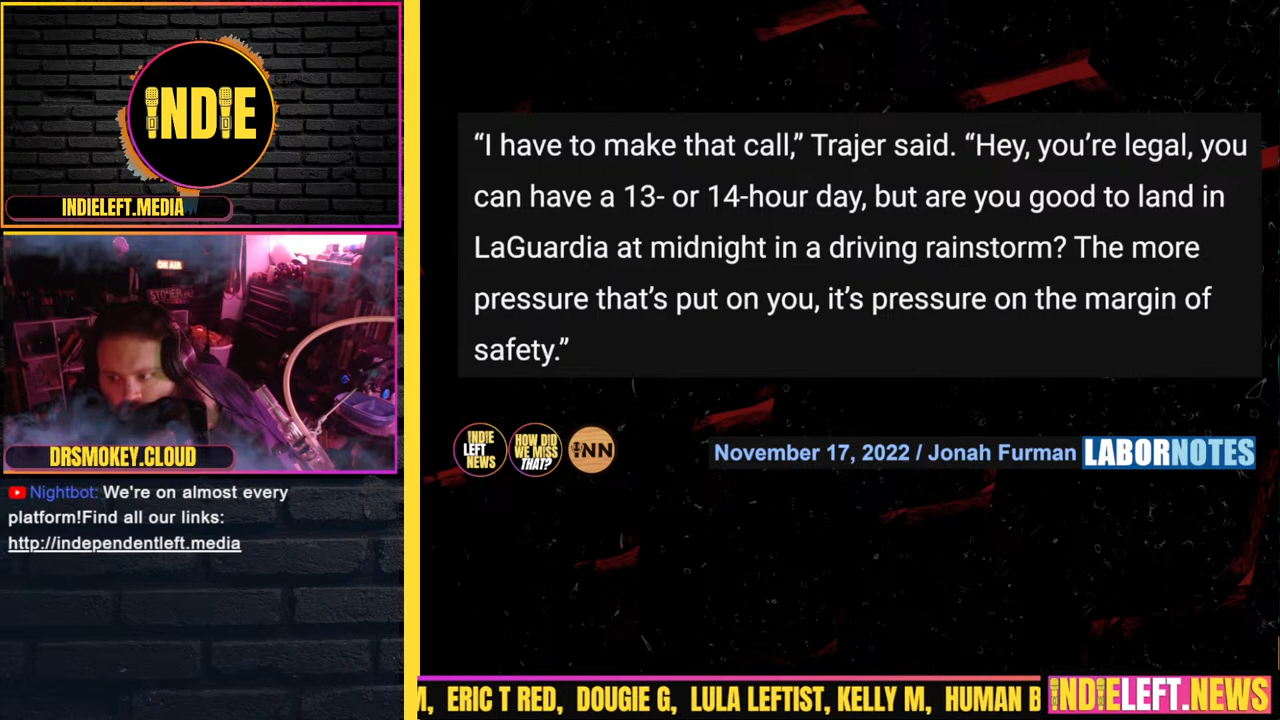 INDIE
INDIELEFT.MEDIA
ON AIR
DRSMOKEY.CLOUD
Nightbot: We're on almost every
platform!Find all our links:
http://independentleft.media
“I have to make that call,” Trajer said. “Hey, you’re legal, you
can have a 13- or 14-hour day, but are you good to land in
LaGuardia at midnight in a driving rainstorm? The more
pressure that’s put on you, it’s pressure on the margin of
safety.”
INDIE
LEFT
NEWS
HOW DID
WE MISS
THAT?
INN
November 17, 2022 / Jonah Furman LABORNOTES
M, ERIC T RED, DOUGIE G, LULA LEFTIST, KELLY M, HUMAN B
INDIELEFT.NEWS